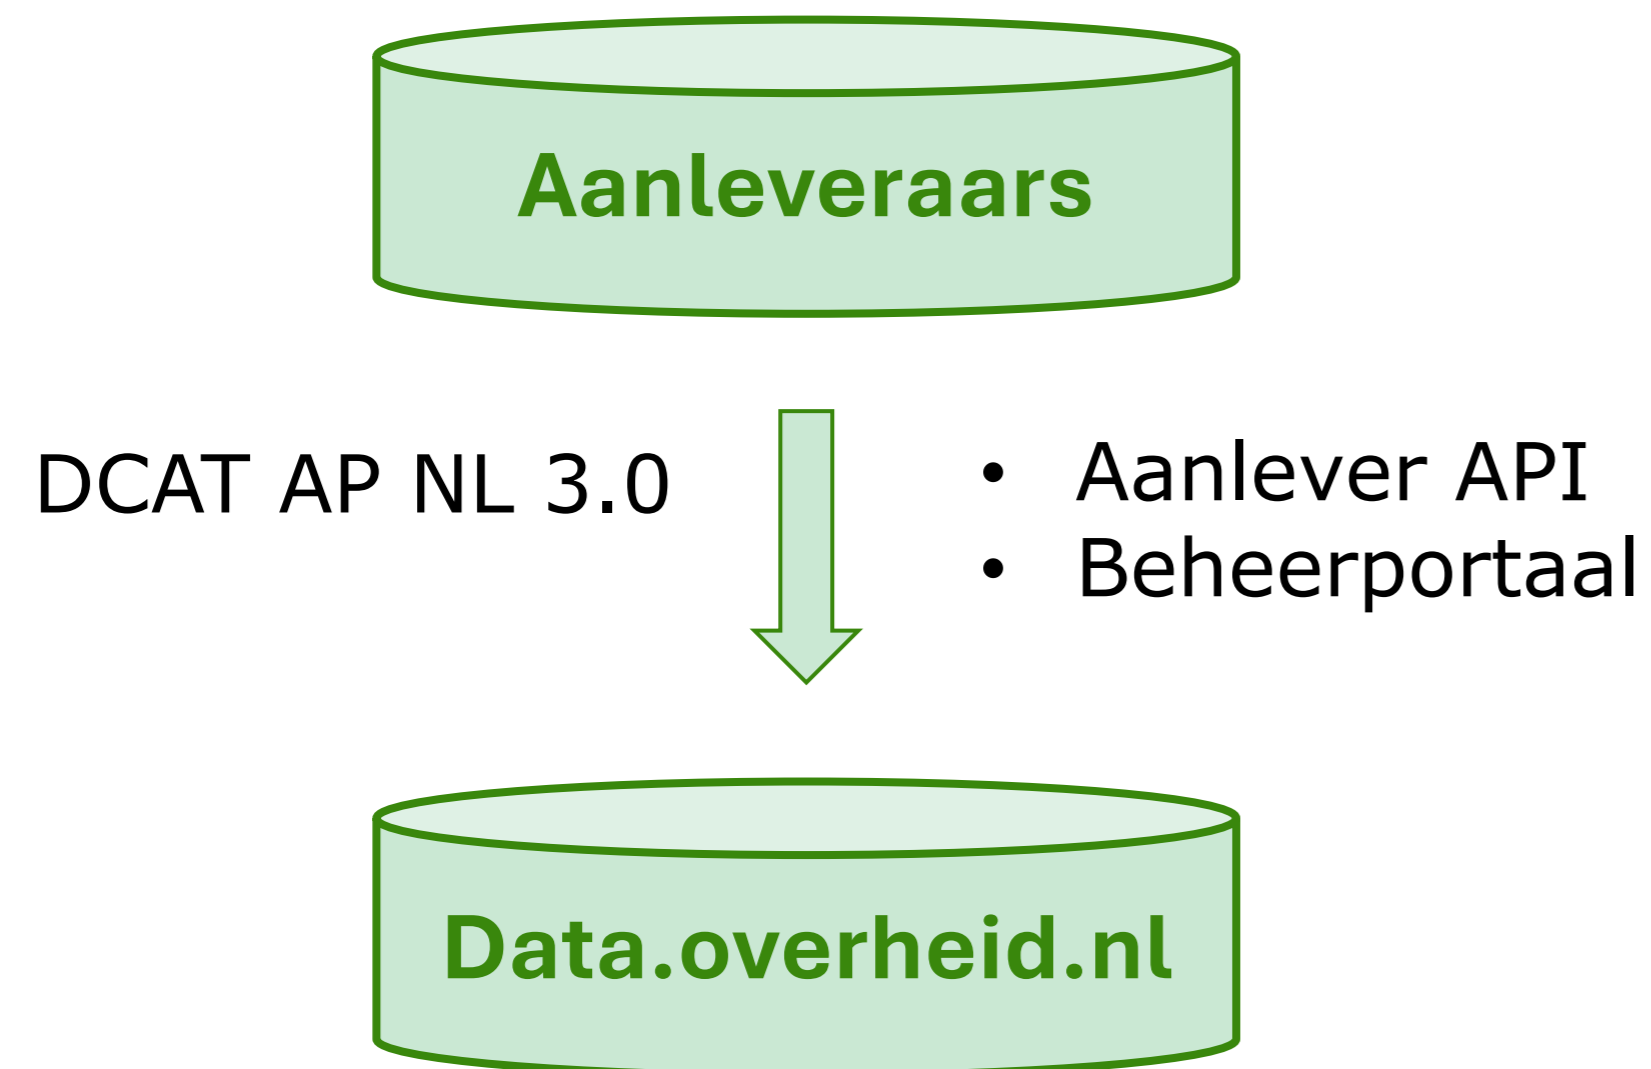 Aanleveraars
DCAT AP NL 3.0
• Aanlever API
• Beheerportaal
Data.overheid.nl